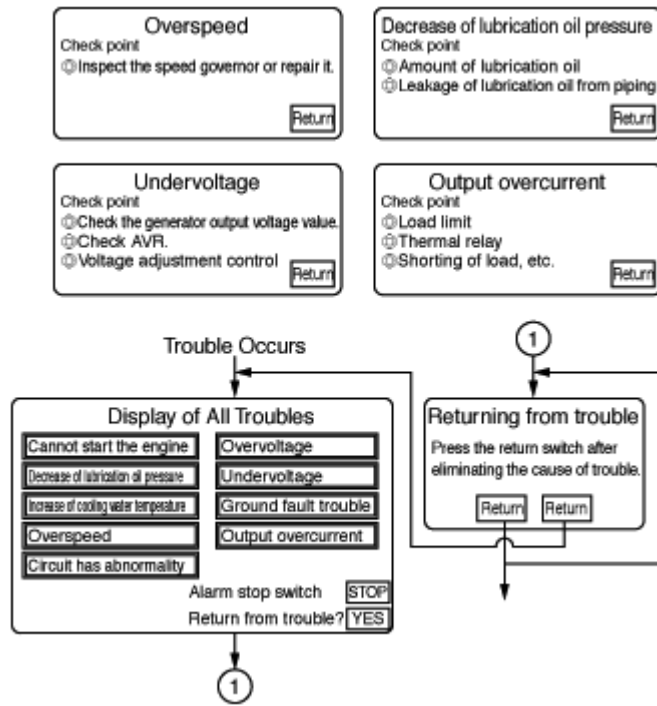 Overspeed
Check point
◎Inspect the speed governor or repair it.
Return
Decrease of lubrication oil pressure
Check point
◎Amount of lubrication oil
◎Leakage of lubrication oil from piping
Return
Undervoltage
Check point
◎Check the generator output voltage value.
◎Check AVR.
◎Voltage adjustment control
Return
Output overcurrent
Check point
◎Load limit
◎Thermal relay
◎Shorting of load, etc.
Return
Trouble Occurs
Display of All Troubles
Cannot start the engine
Decrease of lubrication oil pressure
Increase of cooling water temperature
Overspeed
Circuit has abnormality
Overvoltage
Undervoltage
Ground fault trouble
Output overcurrent
Alarm stop switch STOP
Return from trouble? YES
1
1
Returning from trouble
Press the return switch after
eliminating the cause of trouble.
Return Return